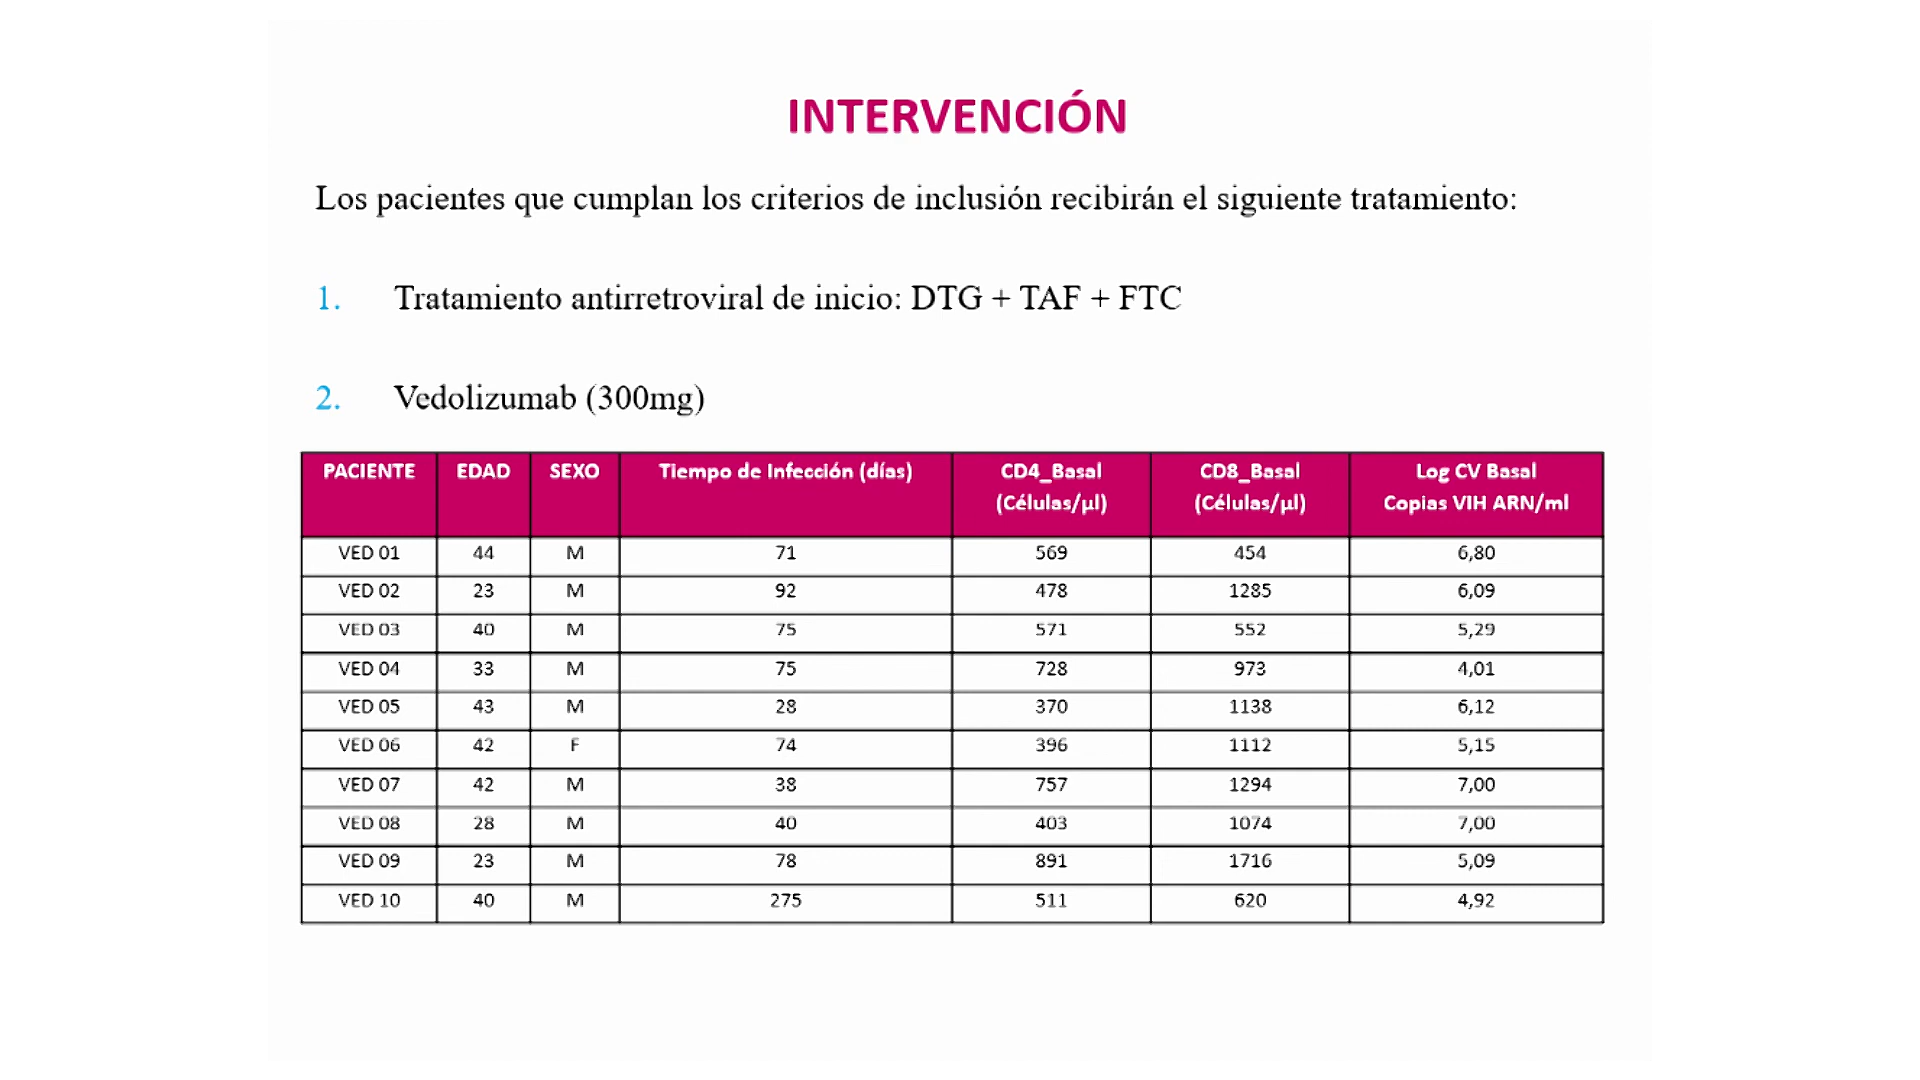 INTERVENCIÓN
Los pacientes que cumplan los criterios de inclusión recibirán el siguiente tratamiento:
1. Tratamiento antirretroviral de inicio: DTG + TAF + FTC
2. Vedolizumab (300mg)
PACIENTE EDAD SEXO Tiempo de Infección (días) CD4_Basal (Células/µl) CD8_Basal (Células/µl) Log CV Basal Copias VIH ARN/ml
VED 01 44 M 71 569 454 6,80
VED 02 23 M 92 478 1285 6,09
VED 03 40 M 75 571 552 5,29
VED 04 33 M 75 728 973 4,01
VED 05 43 M 28 370 1138 6,12
VED 06 42 F 74 396 1112 5,15
VED 07 42 M 38 757 1294 7,00
VED 08 28 M 40 403 1074 7,00
VED 09 23 M 78 891 1716 5,09
VED 10 40 M 275 511 620 4,92